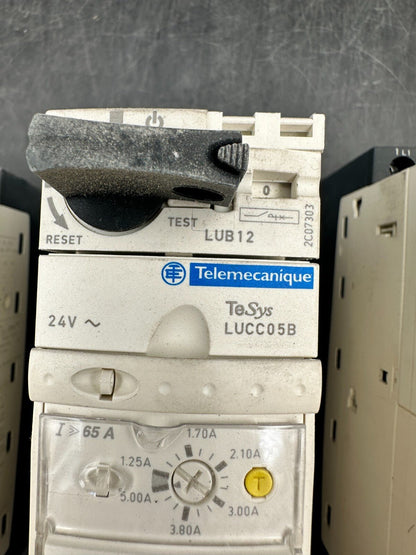 0
TEST
RESET
LUB12
2C07303
Telemecanique
TeSys
24V ~
LUCC05B
I ≫ 65 A
1.70A
1.25A
2.10A
5.00A
T
3.00A
3.80A